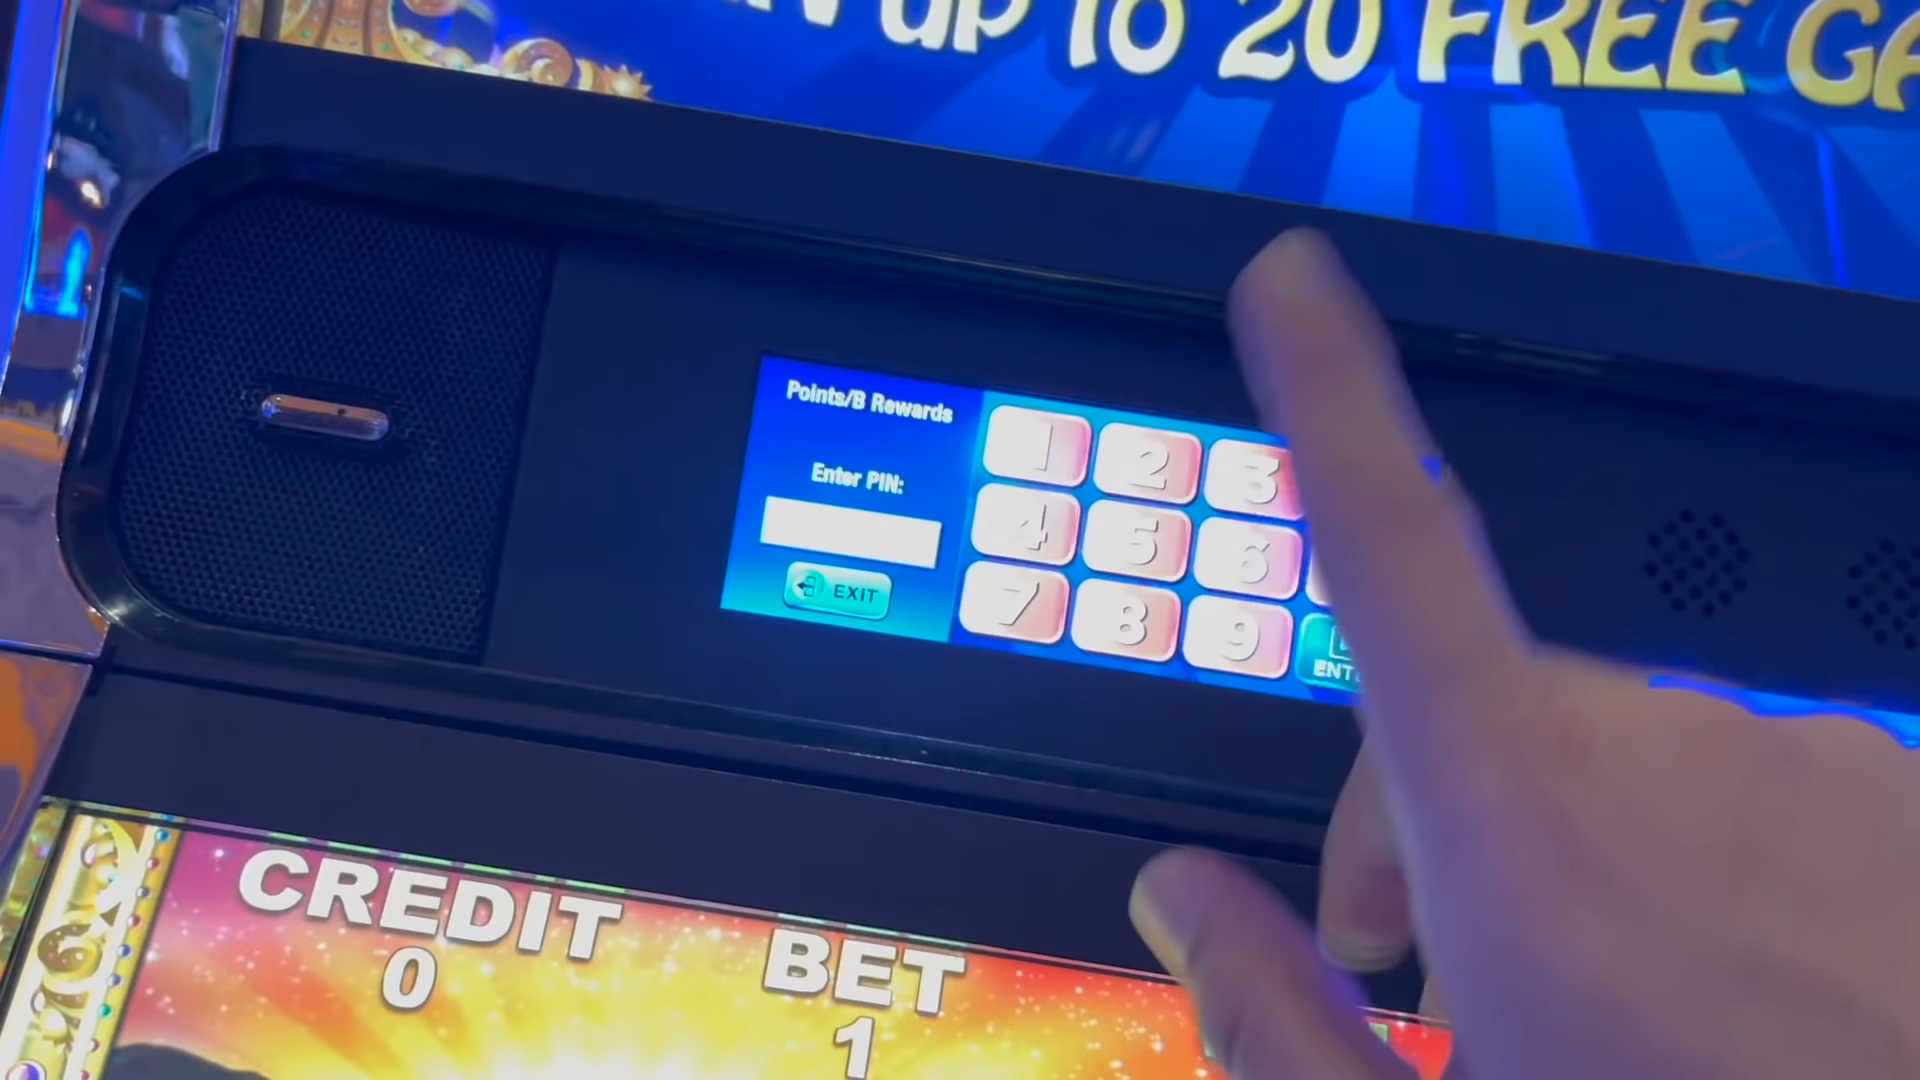 UP TO 20 FREE
Points/B Rewards
Enter PIN:
EXIT
1 2 3
4 5 6
7 8 9
CREDIT
0
BET
1